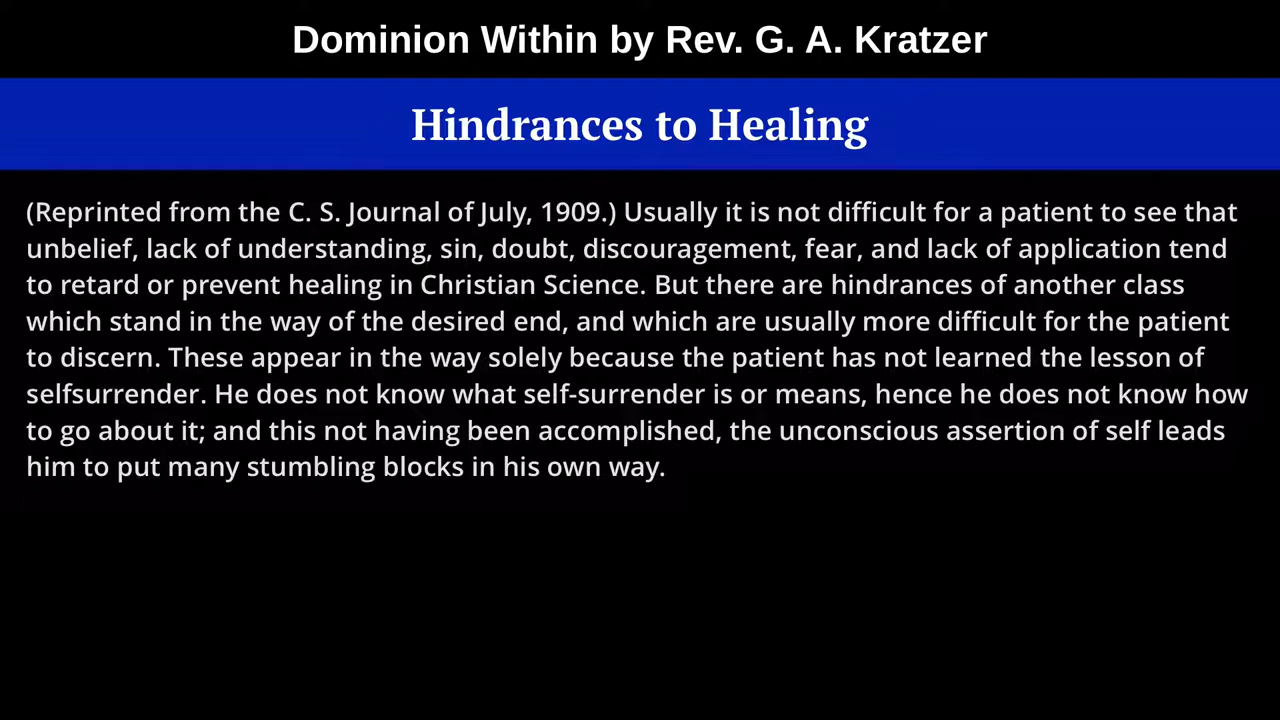 Dominion Within by Rev. G. A. Kratzer
Hindrances to Healing
(Reprinted from the C. S. Journal of July, 1909.) Usually it is not difficult for a patient to see that
unbelief, lack of understanding, sin, doubt, discouragement, fear, and lack of application tend
to retard or prevent healing in Christian Science. But there are hindrances of another class
which stand in the way of the desired end, and which are usually more difficult for the patient
to discern. These appear in the way solely because the patient has not learned the lesson of
selfsurrender. He does not know what self-surrender is or means, hence he does not know how
to go about it; and this not having been accomplished, the unconscious assertion of self leads
him to put many stumbling blocks in his own way.